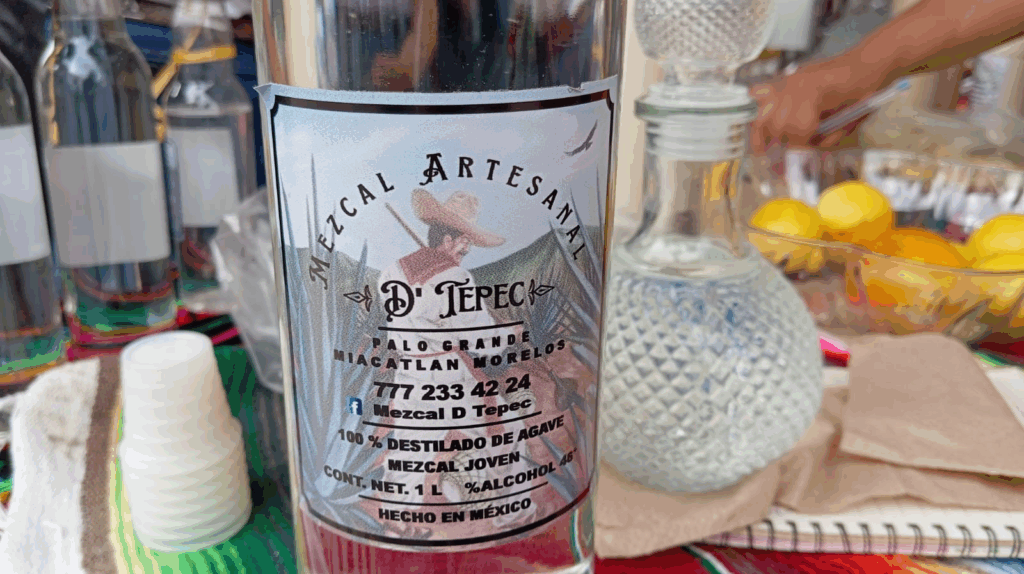 MEZCAL ARTESANAL
D' TEPEC
PALO GRANDE
MIACATLAN MORELOS
777 233 42 24
Mezcal D Tepec
100 % DESTILADO DE AGAVE
MEZCAL JOVEN
CONT. NET. 1 L %ALCOHOL 46°
HECHO EN MÉXICO